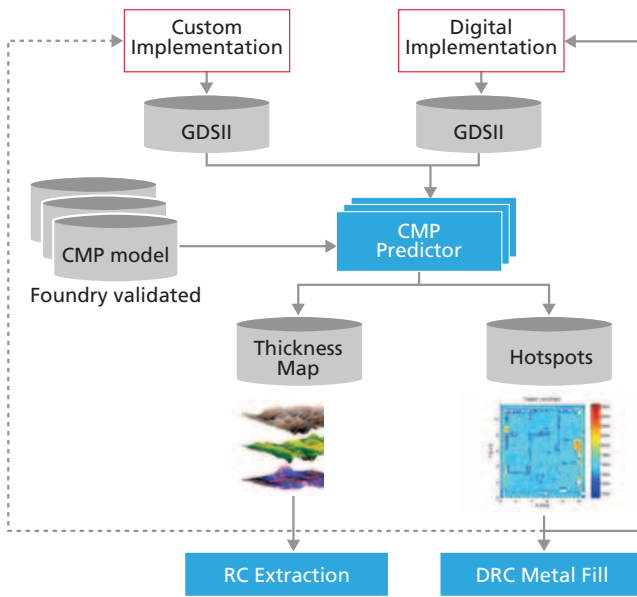 Custom
Implementation
Digital
Implementation
GDSII
GDSII
CMP model
Foundry validated
CMP
Predictor
Thickness
Map
Hotspots
RC Extraction
DRC Metal Fill